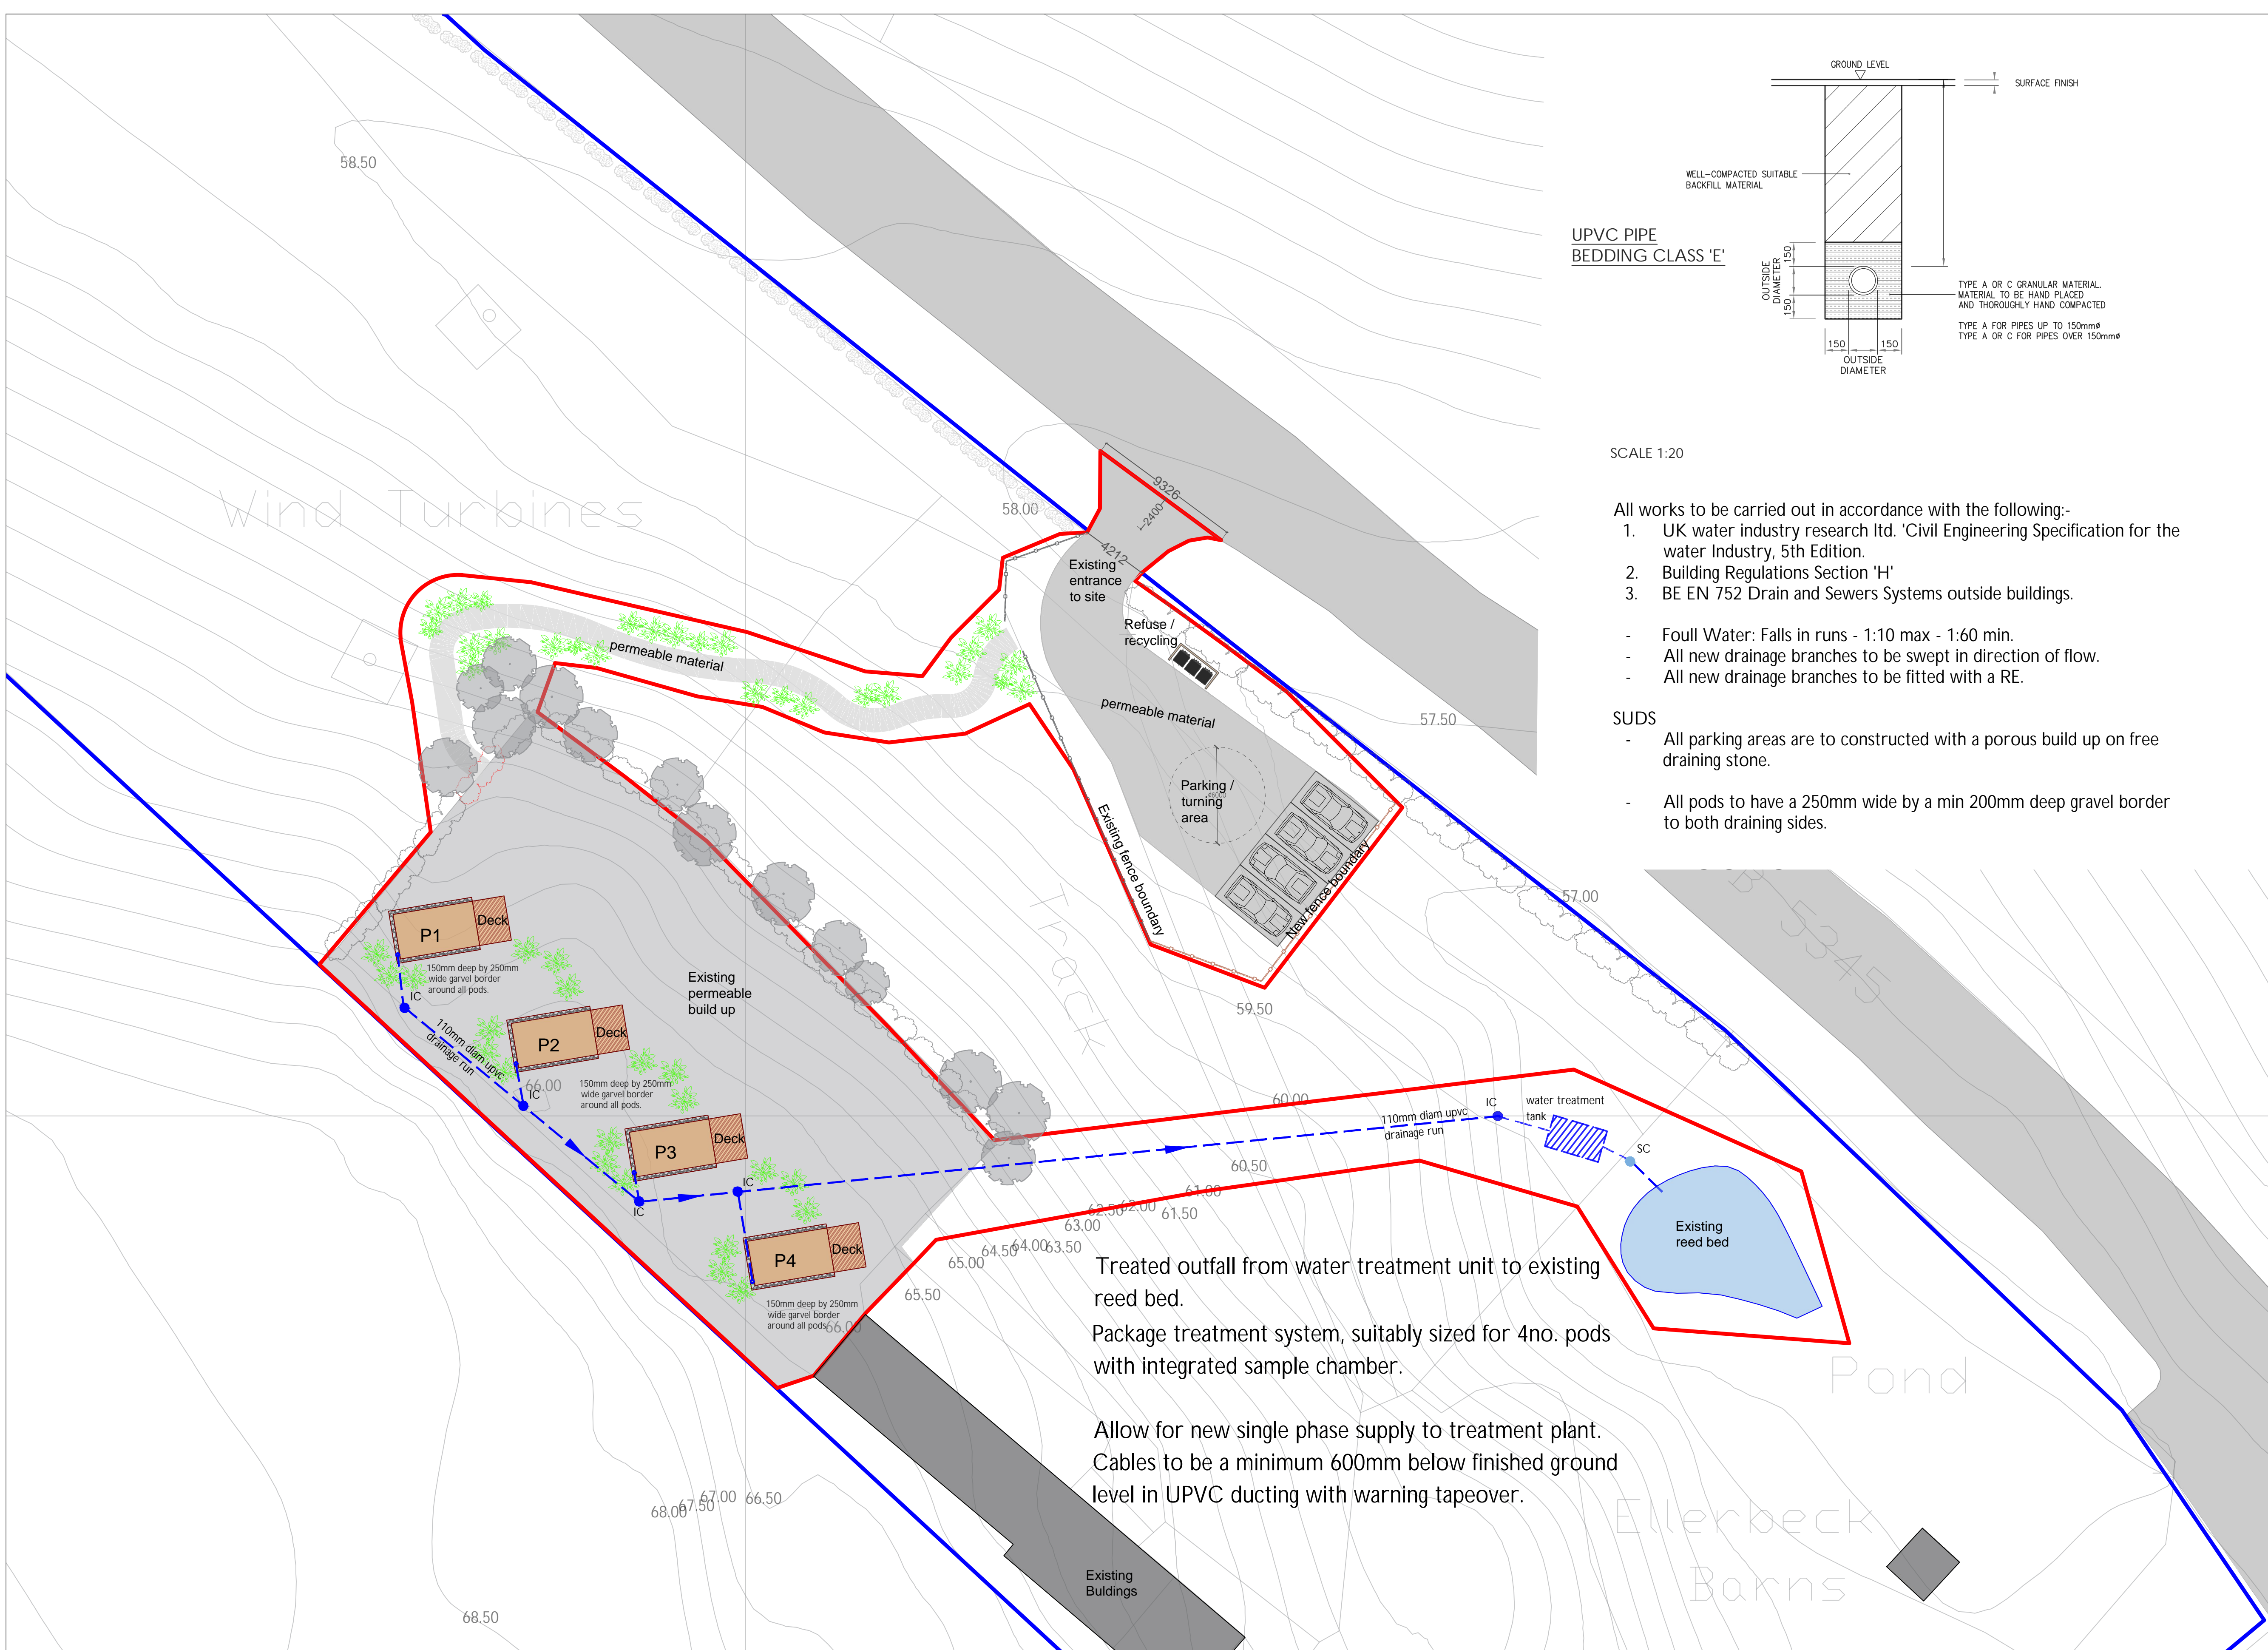 GROUND LEVEL
SURFACE FINISH
WELL-COMPACTED SUITABLE
BACKFILL MATERIAL
UPVC PIPE
BEDDING CLASS 'E'
150
OUTSIDE
DIAMETER
150
TYPE A OR C GRANULAR MATERIAL.
MATERIAL TO BE HAND PLACED
AND THOROUGHLY HAND COMPACTED
TYPE A FOR PIPES UP TO 150mmø
TYPE A OR C FOR PIPES OVER 150mmø
150
150
OUTSIDE
DIAMETER
SCALE 1:20
All works to be carried out in accordance with the following:-
1. UK water industry research ltd. 'Civil Engineering Specification for the
water Industry, 5th Edition.
2. Building Regulations Section 'H'
3. BE EN 752 Drain and Sewers Systems outside buildings.
- Foull Water: Falls in runs - 1:10 max - 1:60 min.
- All new drainage branches to be swept in direction of flow.
- All new drainage branches to be fitted with a RE.
SUDS
- All parking areas are to constructed with a porous build up on free
draining stone.
- All pods to have a 250mm wide by a min 200mm deep gravel border
to both draining sides.
58.50
Wind Turbines
58.00
9326
2400
4212
Existing
entrance
to site
Refuse /
recycling
permeable material
permeable material
57.50
Parking /
turning
area
ø6000
Existing fence boundary
New fence boundary
57.00
B 5345
Track
59.50
P1
Deck
150mm deep by 250mm
wide garvel border
around all pods.
IC
110mm diam upvc
drainage run
Existing
permeable
build up
P2
Deck
66.00
IC
150mm deep by 250mm
wide garvel border
around all pods.
P3
Deck
IC
IC
P4
Deck
150mm deep by 250mm
wide garvel border
around all pods.
66.00
60.00
110mm diam upvc
drainage run
IC
water treatment
tank
SC
60.50
61.00
61.50
62.00
62.50
63.00
63.50
64.00
64.50
65.00
65.50
Existing
reed bed
Treated outfall from water treatment unit to existing
reed bed.
Package treatment system, suitably sized for 4no. pods
with integrated sample chamber.
Allow for new single phase supply to treatment plant.
Cables to be a minimum 600mm below finished ground
level in UPVC ducting with warning tapeover.
Pond
Ellerbeck
Barns
Existing
Buldings
68.00
67.50
67.00
66.50
68.50